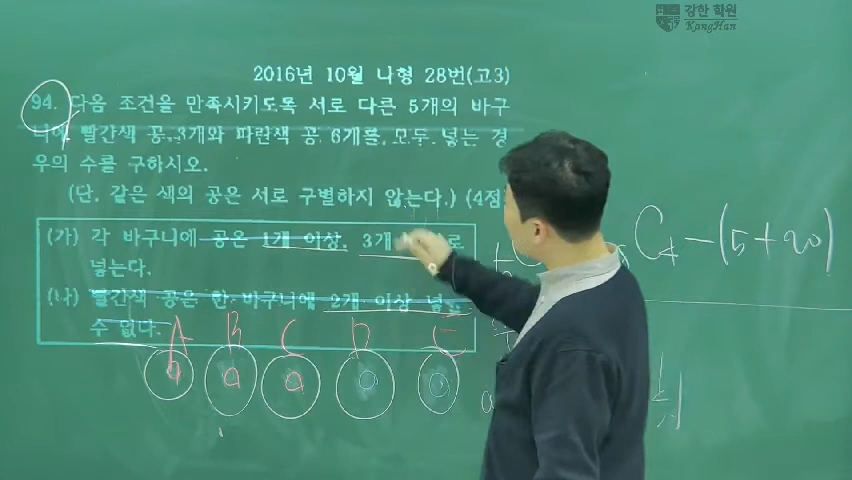 강한 학원
KangHan
2016년 10월 나형 28번(고3)
94. 다음 조건을 만족시키도록 서로 다른 5개의 바구
니에 빨간색 공 3개와 파란색 공 6개를 모두 넣는 경
우의 수를 구하시오.
(단, 같은 색의 공은 서로 구별하지 않는다.) (4점
(가) 각 바구니에 공은 1개 이상, 3개 로
넣는다.
(나) 빨간색 공은 한 바구니에 2개 이상 넣을
수 없다.
A B C D E
C4 - (5+20)